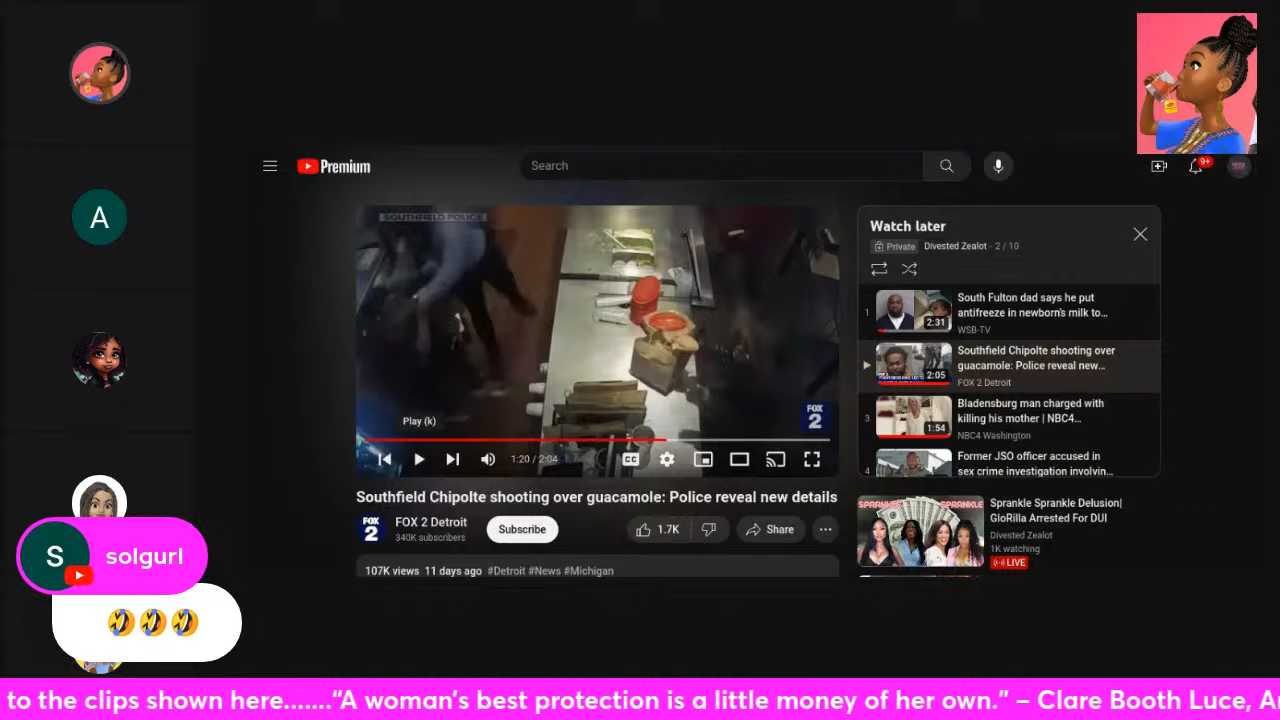 Premium
Search
9+
SOUTHFIELD POLICE
Play (k)
FOX
2
1:20 / 2:04
CC
Southfield Chipolte shooting over guacamole: Police reveal new details
FOX
2
FOX 2 Detroit
340K subscribers
Subscribe
1.7K
Share
107K views 11 days ago #Detroit #News #Michigan
Watch later
Private
Divested Zealot - 2 / 10
1
2:31
South Fulton dad says he put
antifreeze in newborn's milk to...
WSB-TV
2:05
Southfield Chipolte shooting over
guacamole: Police reveal new...
FOX 2 Detroit
3
1:54
Bladensburg man charged with
killing his mother | NBC4...
NBC4 Washington
4
Former JSO officer accused in
sex crime investigation involvin...
SPRANKLE SPRANKLE
Sprankle Sprankle Delusion|
GloRilla Arrested For DUI
Divested Zealot
1K watching
LIVE
A
S
solgurl
🤣🤣🤣
to the clips shown here.......“A woman's best protection is a little money of her own.” – Clare Booth Luce, A